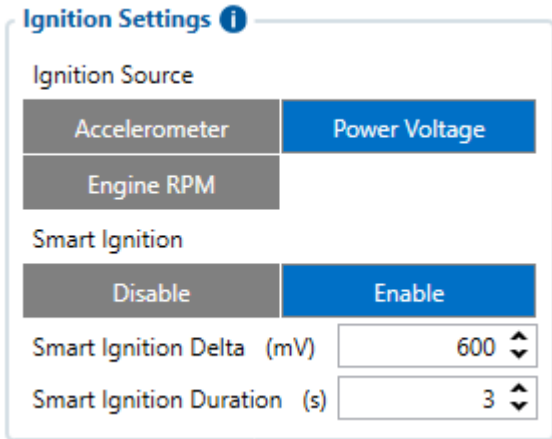 Ignition Settings i
Ignition Source
Accelerometer Power Voltage
Engine RPM
Smart Ignition
Disable Enable
Smart Ignition Delta (mV) 600
Smart Ignition Duration (s) 3